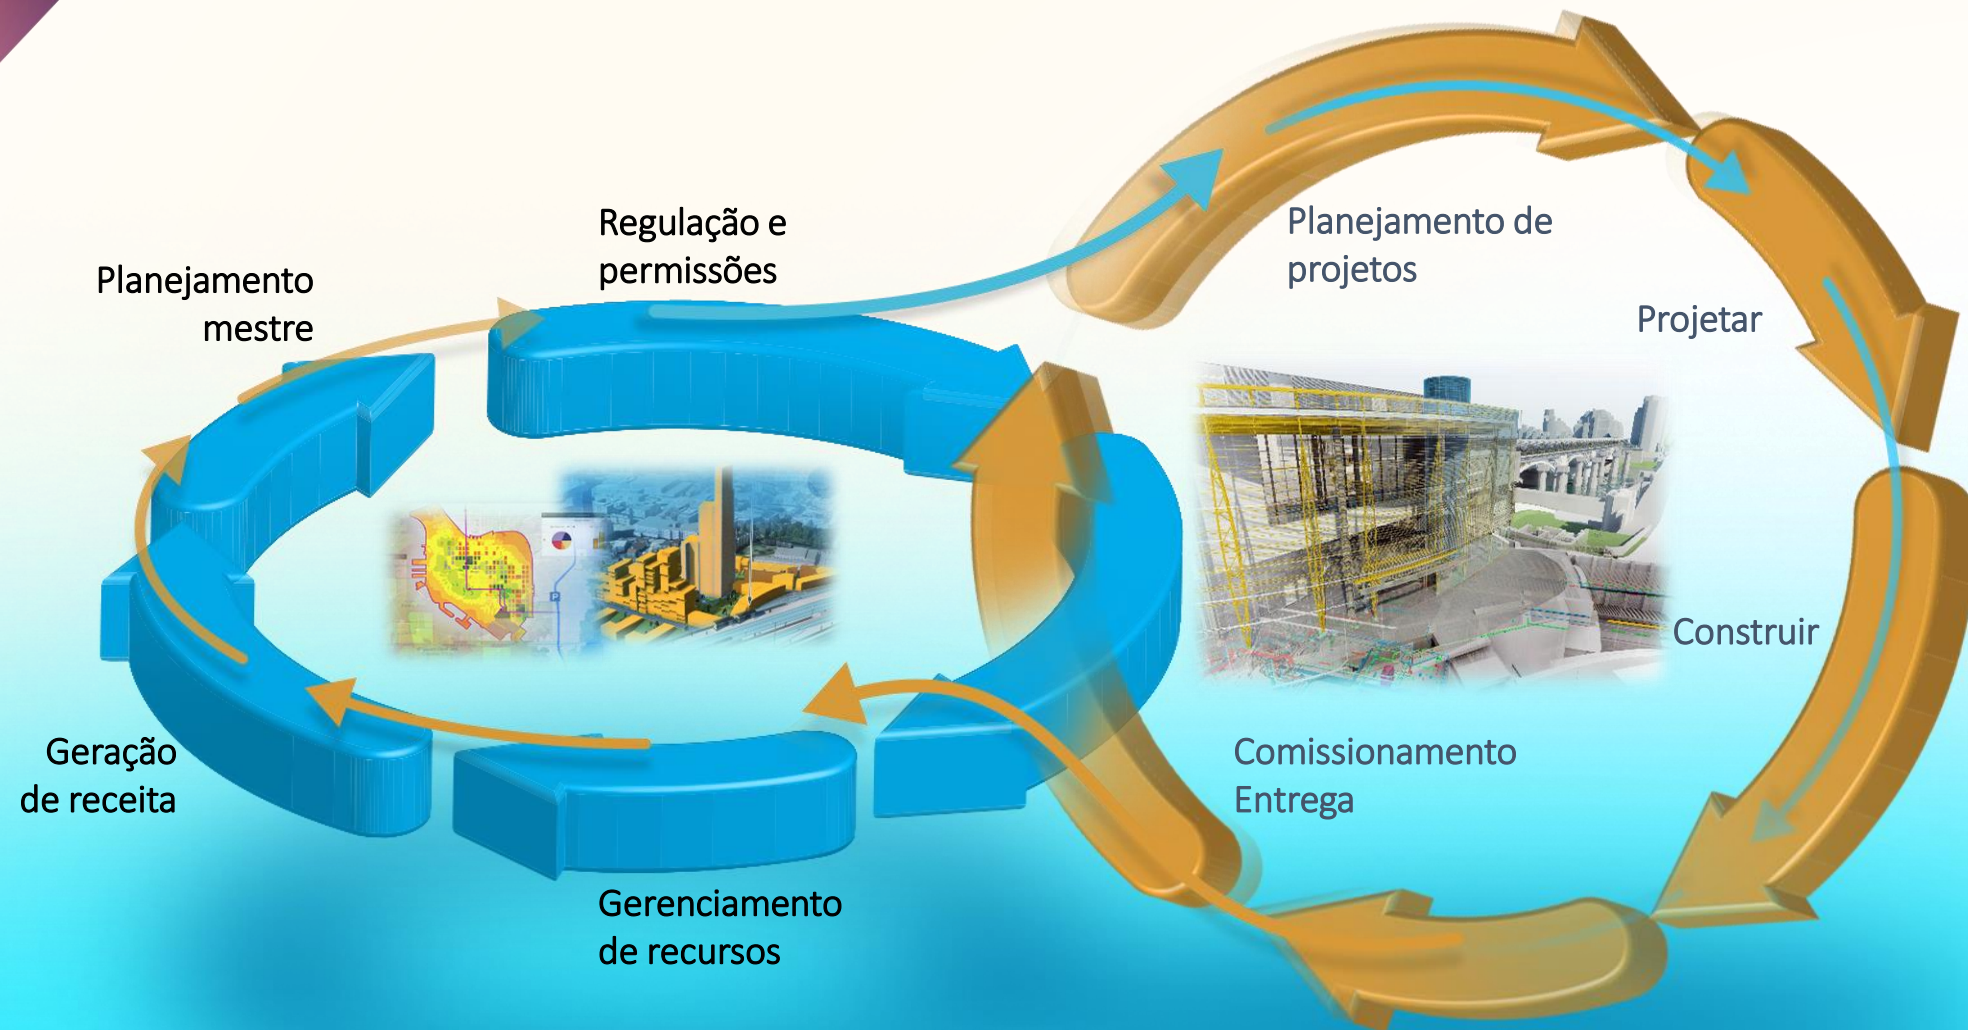 Regulação e
permissões
Planejamento
mestre
Planejamento de
projetos
Projetar
Construir
Geração
de receita
Comissionamento
Entrega
Gerenciamento
de recursos